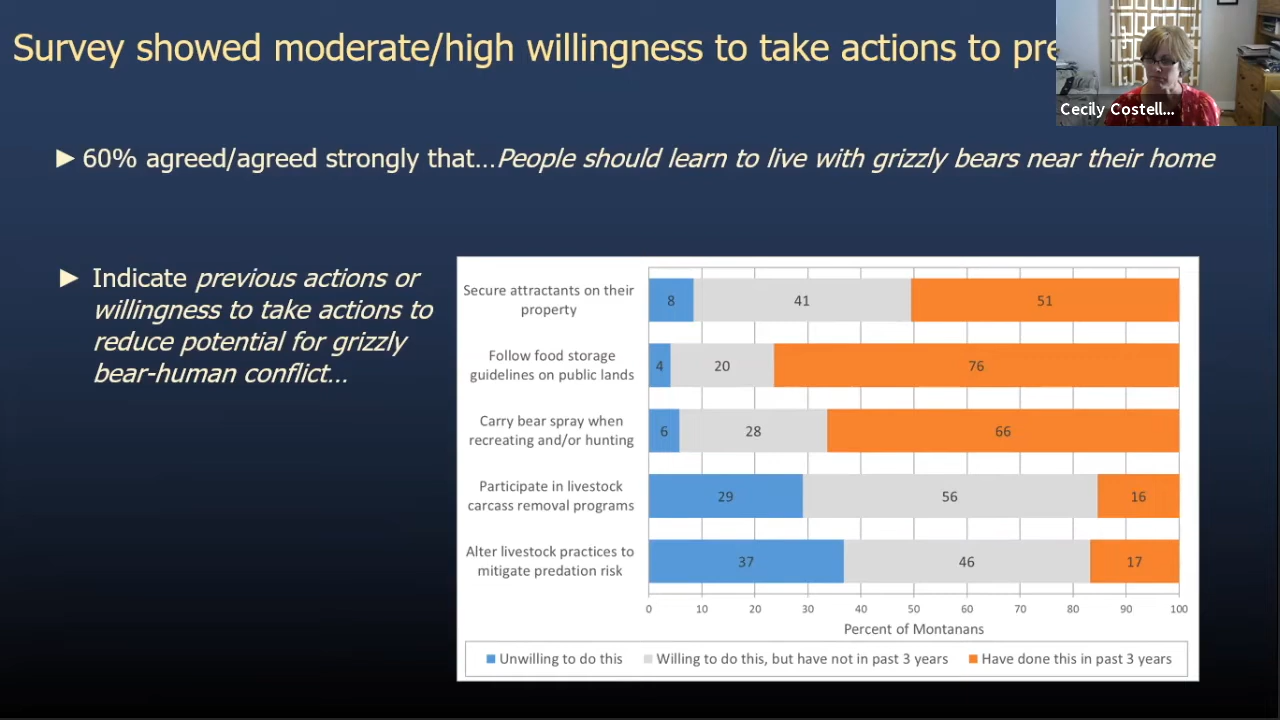 Survey showed moderate/high willingness to take actions to pre
Cecily Costell...
►60% agreed/agreed strongly that…People should learn to live with grizzly bears near their home
► Indicate previous actions or
willingness to take actions to
reduce potential for grizzly
bear-human conflict…
Secure attractants on their
property
8 41 51
Follow food storage
guidelines on public lands
4 20 76
Carry bear spray when
recreating and/or hunting
6 28 66
Participate in livestock
carcass removal programs
29 56 16
Alter livestock practices to
mitigate predation risk
37 46 17
0 10 20 30 40 50 60 70 80 90 100
Percent of Montanans
Unwilling to do this Willing to do this, but have not in past 3 years Have done this in past 3 years